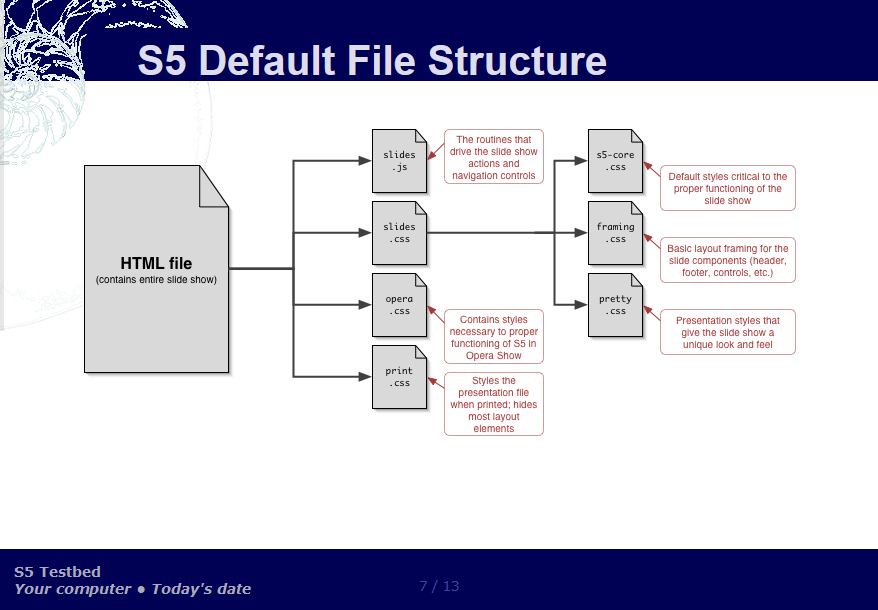 S5 Default File Structure
HTML file
(contains entire slide show)
slides
.js
The routines that
drive the slide show
actions and
navigation controls
slides
.css
opera
.css
Contains styles
necessary to proper
functioning of S5 in
Opera Show
print
.css
Styles the
presentation file
when printed; hides
most layout
elements
s5-core
.css
Default styles critical to the
proper functioning of the
slide show
framing
.css
Basic layout framing for the
slide components (header,
footer, controls, etc.)
pretty
.css
Presentation styles that
give the slide show a
unique look and feel
S5 Testbed
Your computer ● Today's date
7 / 13